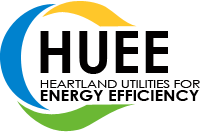 HUEE
HEARTLAND UTILITIES FOR
ENERGY EFFICIENCY